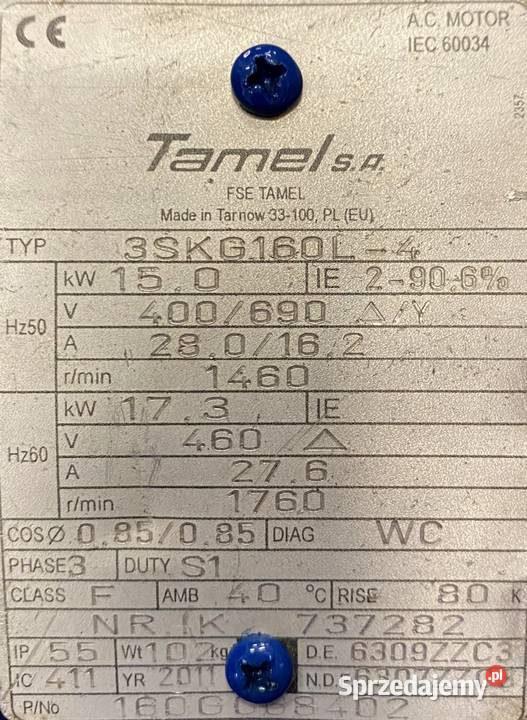 CE
A.C. MOTOR
IEC 60034
2357
Tamel s.a.
FSE TAMEL
Made in Tarnow 33-100, PL (EU)
TYP 3SKG160L-4
Hz50
kW 15.0 IE 2-90.6%
V 400/690 Δ/Y
A 28.0/16.2
r/min 1460
Hz60
kW 17.3 IE
V 460 Δ
A 27.6
r/min 1760
COSØ 0.85/0.85 DIAG WC
PHASE 3 DUTY S1
CLASS F AMB 40 °C RISE 80 K
NR IK 737282
IP 55 Wt 102 kg D.E. 6309ZZC3
IC 411 YR 2011 N.D.
P/No
Sprzedajemy.pl